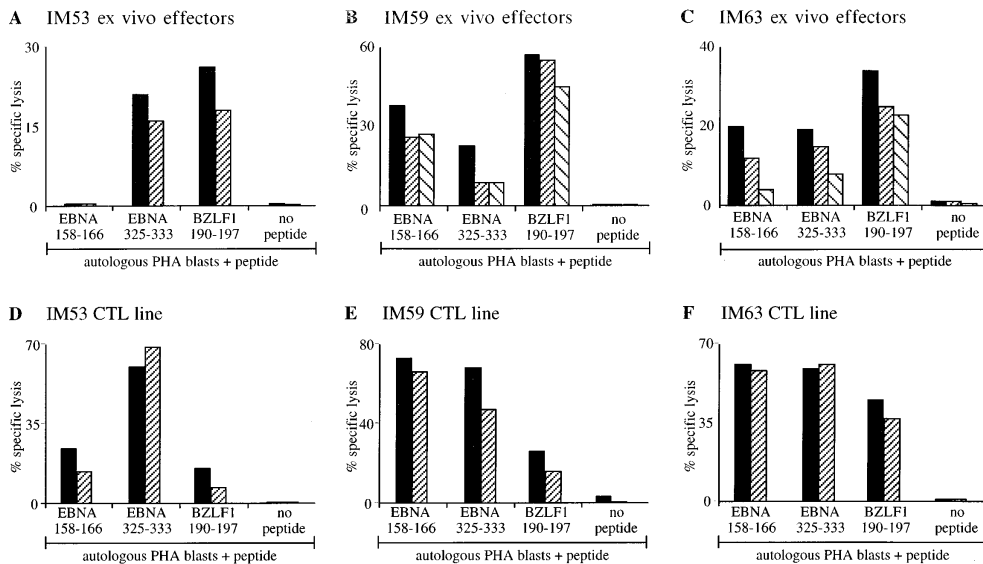 A IM53 ex vivo effectors
% specific lysis
30
15
0
EBNA 158-166
EBNA 325-333
BZLF1 190-197
no peptide
autologous PHA blasts + peptide
B IM59 ex vivo effectors
% specific lysis
60
30
0
EBNA 158-166
EBNA 325-333
BZLF1 190-197
no peptide
autologous PHA blasts + peptide
C IM63 ex vivo effectors
% specific lysis
40
20
0
EBNA 158-166
EBNA 325-333
BZLF1 190-197
no peptide
autologous PHA blasts + peptide
D IM53 CTL line
% specific lysis
70
35
0
EBNA 158-166
EBNA 325-333
BZLF1 190-197
no peptide
autologous PHA blasts + peptide
E IM59 CTL line
% specific lysis
80
40
0
EBNA 158-166
EBNA 325-333
BZLF1 190-197
no peptide
autologous PHA blasts + peptide
F IM63 CTL line
% specific lysis
70
35
0
EBNA 158-166
EBNA 325-333
BZLF1 190-197
no peptide
autologous PHA blasts + peptide